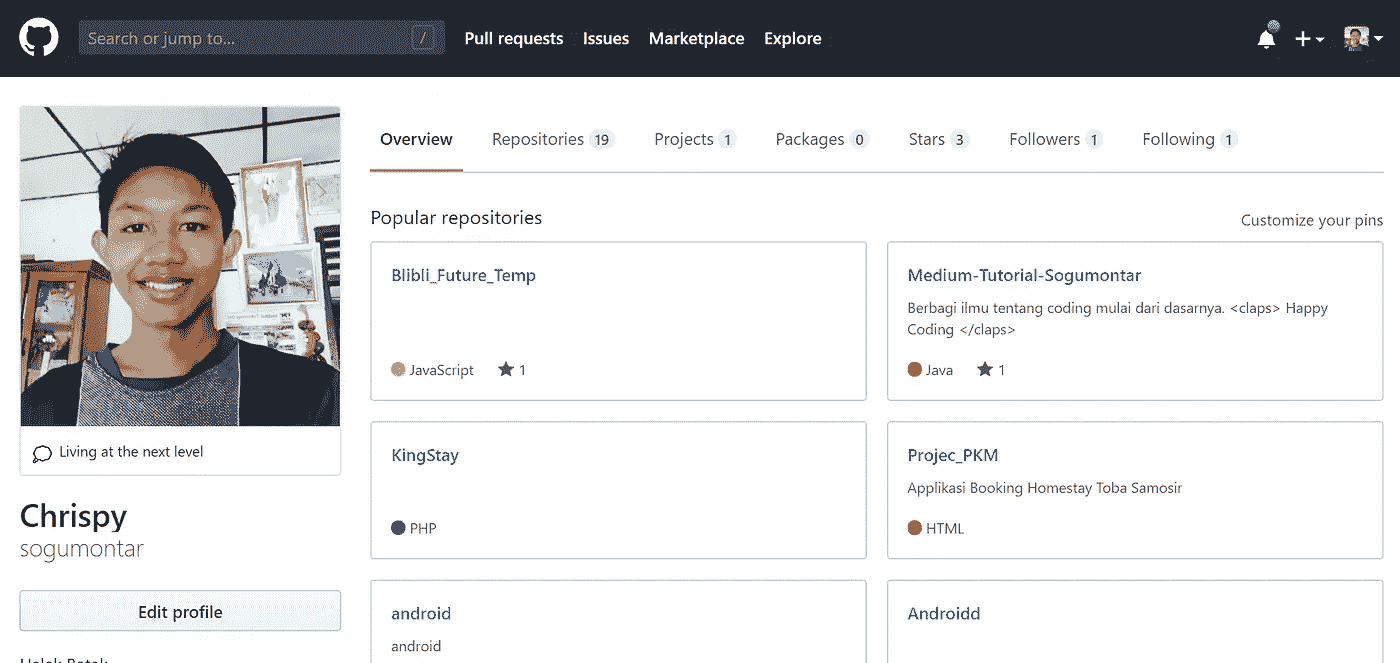 Search or jump to... /
Pull requests Issues Marketplace Explore
Overview Repositories 19 Projects 1 Packages 0 Stars 3 Followers 1 Following 1
Popular repositories
Customize your pins
Blibli_Future_Temp
JavaScript 1
Medium-Tutorial-Sogumontar
Berbagi ilmu tentang coding mulai dari dasarnya. <claps> Happy
Coding </claps>
Java 1
KingStay
PHP
Projec_PKM
Applikasi Booking Homestay Toba Samosir
HTML
android
android
Androidd
Living at the next level
Chrispy
sogumontar
Edit profile